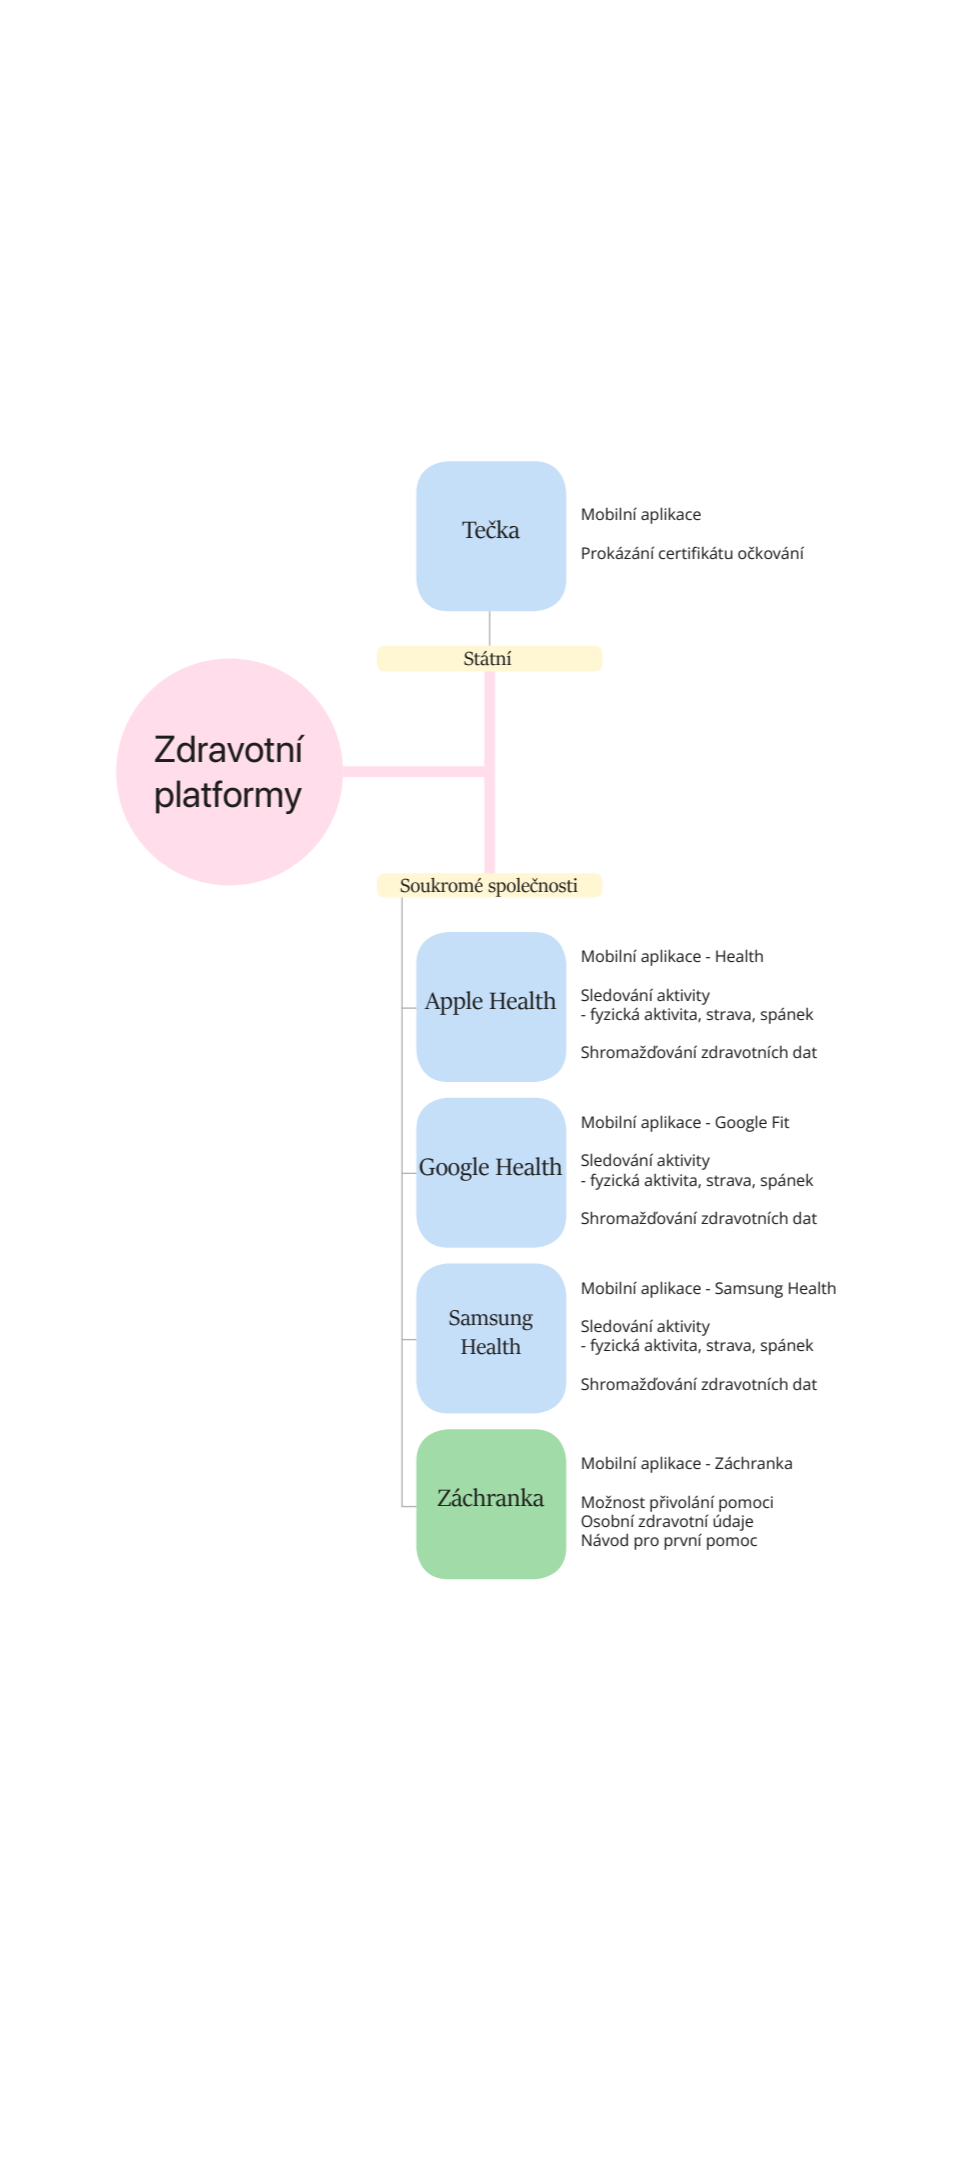 Tečka
Mobilní aplikace
Prokázání certifikátu očkování
Státní
Zdravotní
platformy
Soukromé společnosti
Apple Health
Mobilní aplikace - Health
Sledování aktivity
- fyzická aktivita, strava, spánek
Shromažďování zdravotních dat
Google Health
Mobilní aplikace - Google Fit
Sledování aktivity
- fyzická aktivita, strava, spánek
Shromažďování zdravotních dat
Samsung
Health
Mobilní aplikace - Samsung Health
Sledování aktivity
- fyzická aktivita, strava, spánek
Shromažďování zdravotních dat
Záchranka
Mobilní aplikace - Záchranka
Možnost přivolání pomoci
Osobní zdravotní údaje
Návod pro první pomoc